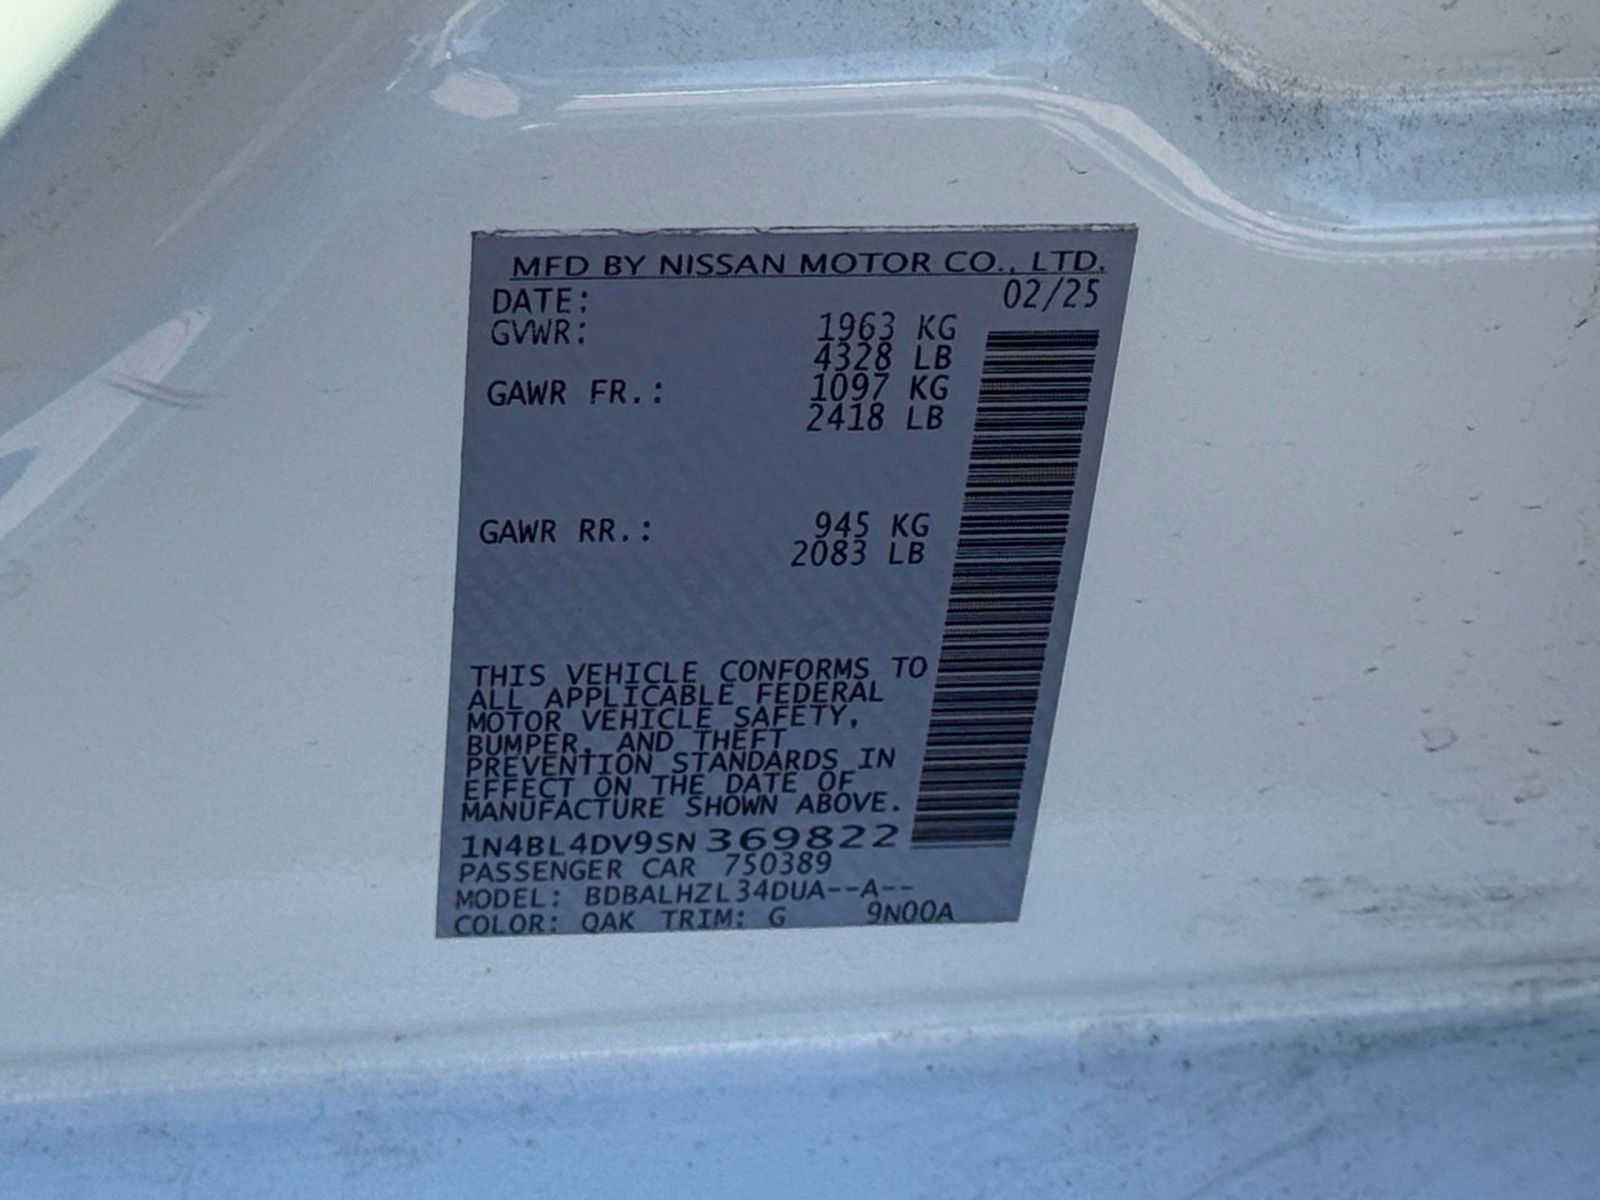 MFD BY NISSAN MOTOR CO., LTD.
DATE: 02/25
GVWR: 1963 KG
4328 LB
GAWR FR.: 1097 KG
2418 LB
GAWR RR.: 945 KG
2083 LB
THIS VEHICLE CONFORMS TO
ALL APPLICABLE FEDERAL
MOTOR VEHICLE SAFETY,
BUMPER, AND THEFT
PREVENTION STANDARDS IN
EFFECT ON THE DATE OF
MANUFACTURE SHOWN ABOVE.
1N4BL4DV9SN369822
PASSENGER CAR 750389
MODEL: BDBALHZL34DUA--A--
COLOR: QAK TRIM: G 9N00A